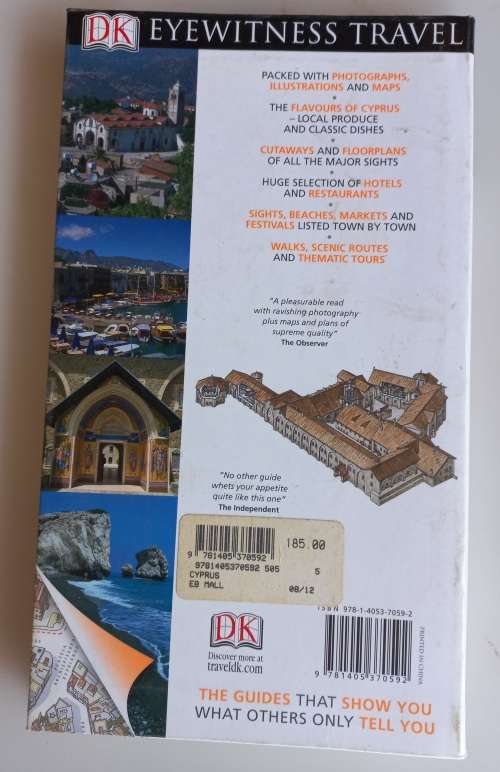 DK EYEWITNESS TRAVEL
PACKED WITH PHOTOGRAPHS,
ILLUSTRATIONS AND MAPS
•
THE FLAVOURS OF CYPRUS
– LOCAL PRODUCE
AND CLASSIC DISHES
•
CUTAWAYS AND FLOORPLANS
OF ALL THE MAJOR SIGHTS
•
HUGE SELECTION OF HOTELS
AND RESTAURANTS
•
SIGHTS, BEACHES, MARKETS AND
FESTIVALS LISTED TOWN BY TOWN
•
WALKS, SCENIC ROUTES
AND THEMATIC TOURS
"A pleasurable read
with ravishing photography
plus maps and plans of
supreme quality"
The Observer
"No other guide
whets your appetite
quite like this one"
The Independent
9 781405 370592
185.00
9781405370592 505 5
CYPRUS
EB MALL 08/12
ISBN 978-1-4053-7059-2
9 781405 370592
PRINTED IN CHINA
DK
Discover more at
traveldk.com
THE GUIDES THAT SHOW YOU
WHAT OTHERS ONLY TELL YOU